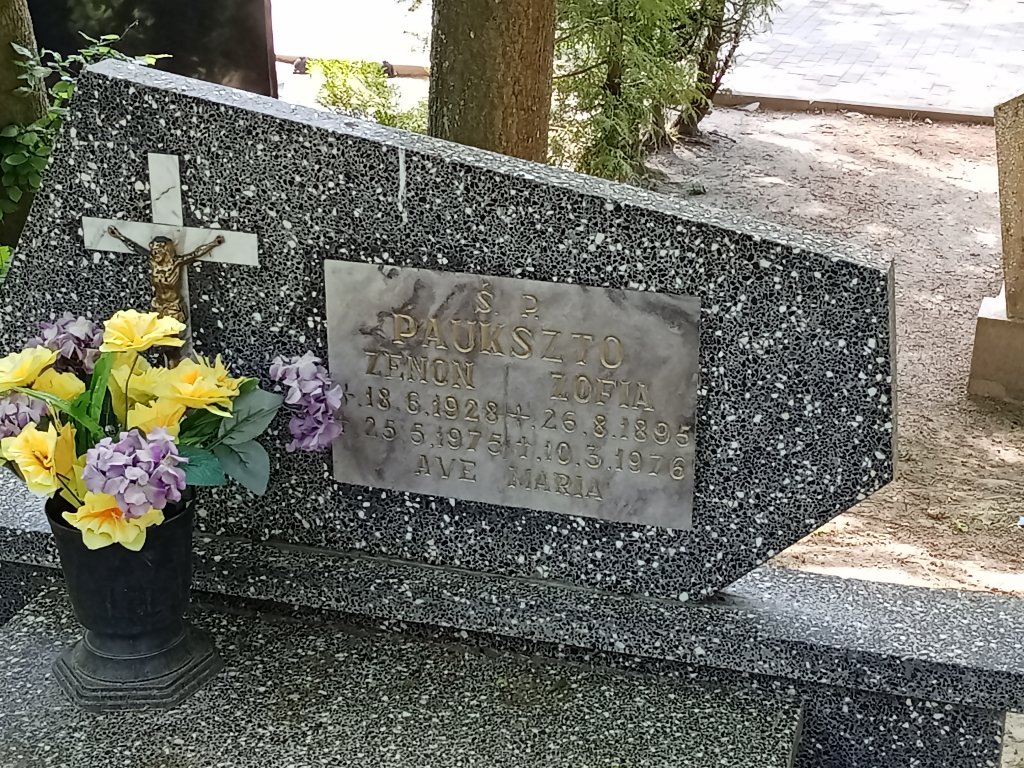 Ś. P.
PAUKSZTO
ZENON ZOFIA
18.6.1928 + 26.8.1895
25.5.1975 + 10.3.1976
AVE MARIA